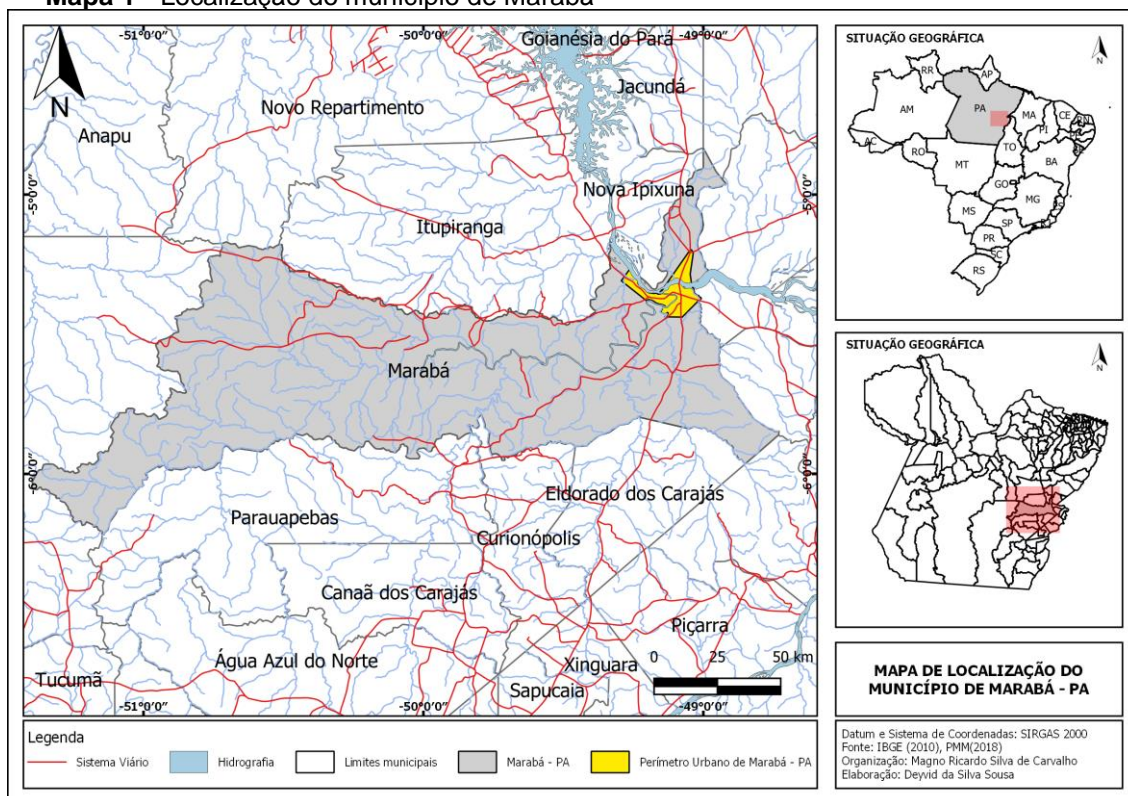 Mapa 1 - Localização do município de Marabá
-51°0'0"
-50°0'0"
-49°0'0"
Goianésia do Pará
Jacundá
Novo Repartimento
Anapu
N
-5°0'0"
-5°0'0"
Nova Ipixuna
Itupiranga
Marabá
-6°0'0"
-6°0'0"
Eldorado dos Carajás
Parauapebas
Curionópolis
Canaã dos Carajás
Piçarra
Água Azul do Norte
Xinguara
Tucumã
Sapucaia
0 25 50 km
-51°0'0"
-50°0'0"
-49°0'0"
Legenda
Sistema Viário
Hidrografia
Limites municipais
Marabá - PA
Perímetro Urbano de Marabá - PA
SITUAÇÃO GEOGRÁFICA
N
RR
AP
AM
PA
MA
CE
RN
PI
AC
RO
TO
MT
BA
GO
MG
MS
SP
PR
SC
RS
SITUAÇÃO GEOGRÁFICA
N
MAPA DE LOCALIZAÇÃO DO
MUNICÍPIO DE MARABÁ - PA
Datum e Sistema de Coordenadas: SIRGAS 2000
Fonte: IBGE (2010), PMM(2018)
Organização: Magno Ricardo Silva de Carvalho
Elaboração: Deyvid da Silva Sousa